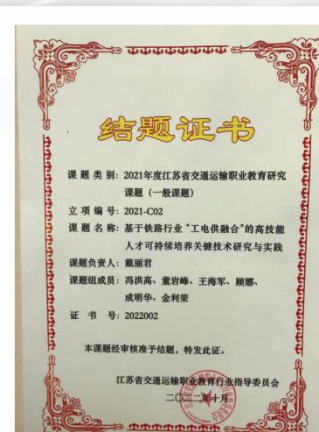 结题证书
课题类别：2021年度江苏省交通运输职业教育研究
课题（一般课题）
立项编号：2021-C02
课题名称：基于铁路行业“工电供融合”的高技能
人才可持续培养关键技术研究与实践
课题负责人：戴丽君
课题组成员：冯洪高、童岩峰、王海军、顾娜、
成明华、金利荣
证书号：2022002
本课题经审核准予结题，特发此证。
江苏省交通运输职业教育行业指导委员会
二〇二二年十月